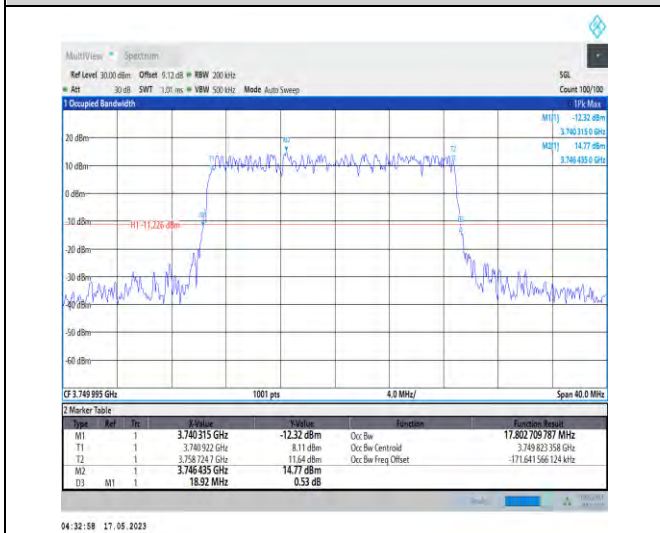 MultiView Spectrum
Ref Level 30.00 dBm Offset 9.12 dB RBW 200 kHz SGL
Att 30 dB SWT 1.01 ms VBW 500 kHz Mode Auto Sweep Count 100/100
1 Occupied Bandwidth 1Pk Max
M1[1] -12.32 dBm
3.740 315 0 GHz
M2[1] 14.77 dBm
3.746 435 0 GHz
20 dBm
10 dBm
0 dBm
-10 dBm
H1 -11.226 dBm
-20 dBm
-30 dBm
-40 dBm
-50 dBm
-60 dBm
T1
M2
T2
M1
D3
CF 3.749 995 GHz 1001 pts 4.0 MHz/ Span 40.0 MHz
2 Marker Table
Type Ref Trc X-Value Y-Value Function Function Result
M1 1 3.740 315 GHz -12.32 dBm Occ Bw 17.802 709 787 MHz
T1 1 3.740 922 GHz 8.11 dBm Occ Bw Centroid 3.749 823 358 GHz
T2 1 3.758 724 7 GHz 11.64 dBm Occ Bw Freq Offset -171.641 566 124 kHz
M2 1 3.746 435 GHz 14.77 dBm
D3 M1 1 18.92 MHz 0.53 dB
04:32:58 17.05.2023